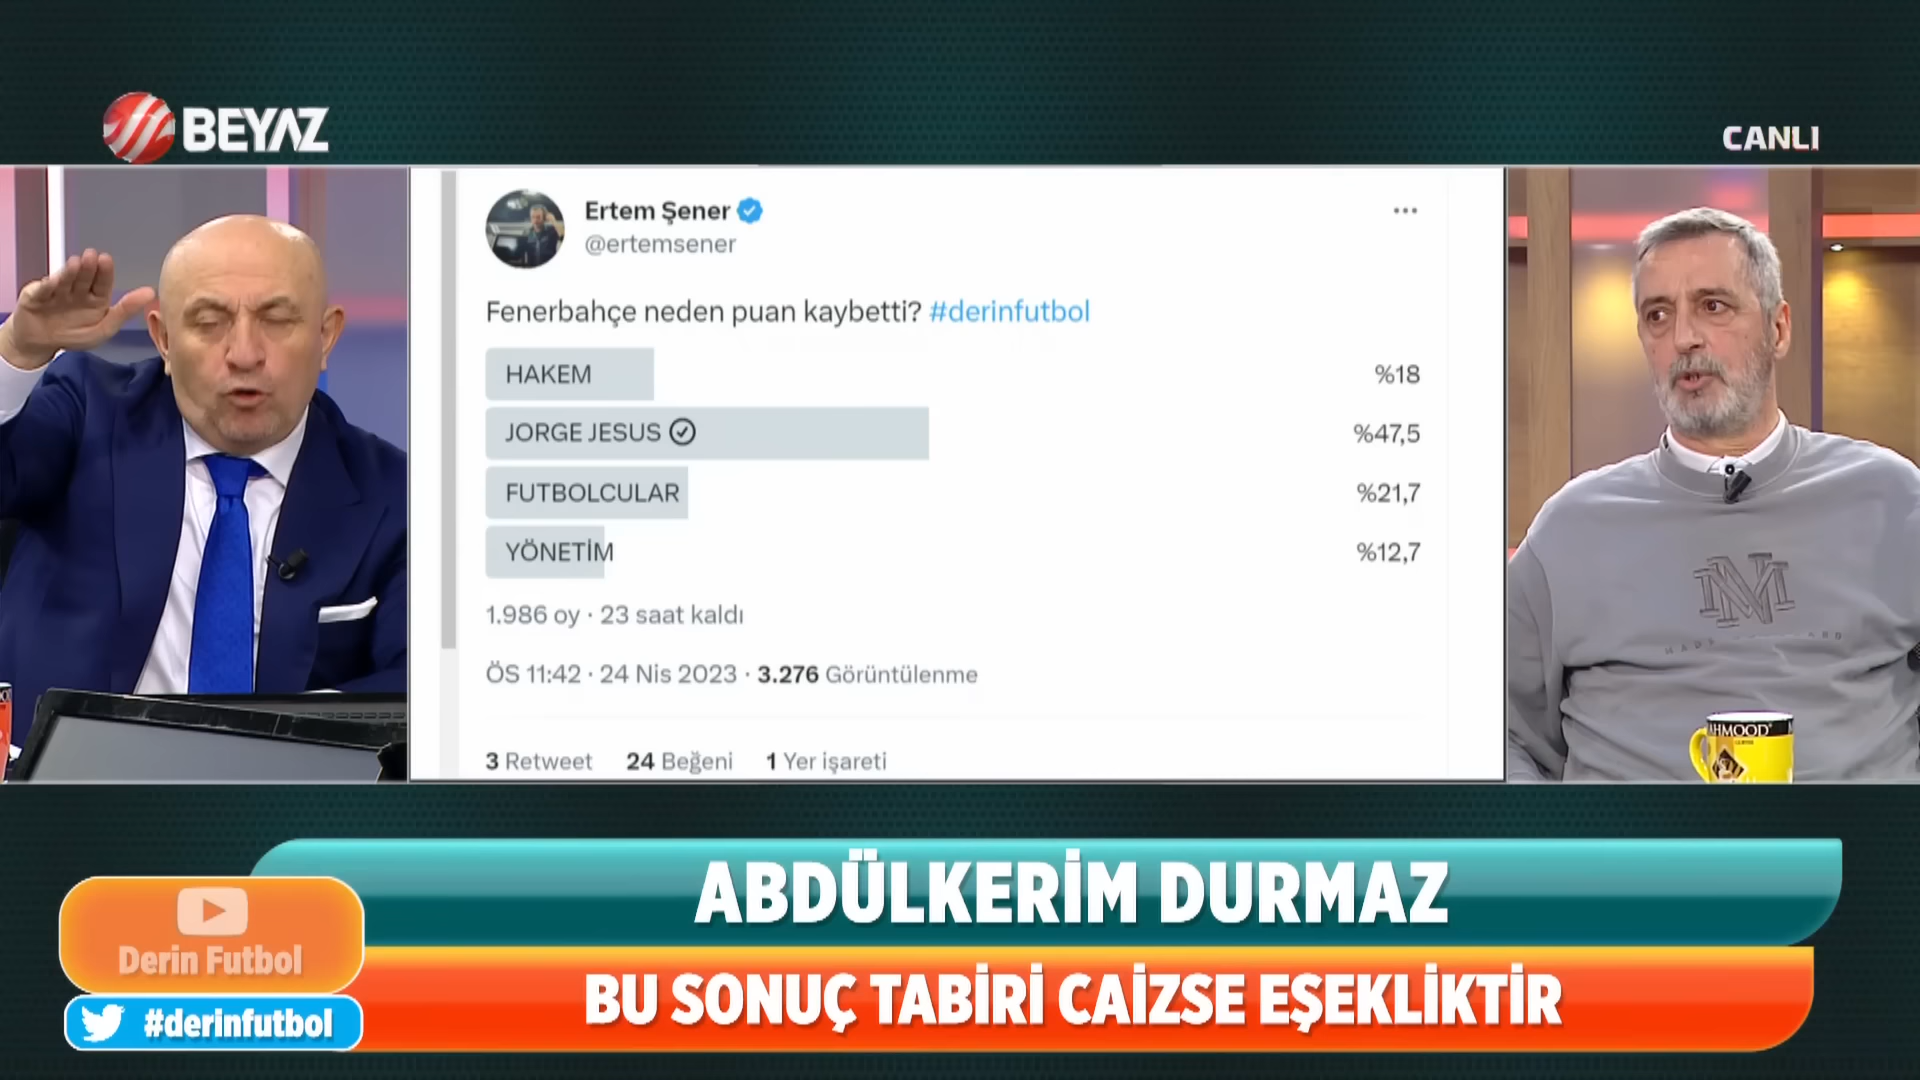 BEYAZ
CANLI
Ertem Şener
@ertemsener
Fenerbahçe neden puan kaybetti? #derinfutbol
HAKEM %18
JORGE JESUS %47,5
FUTBOLCULAR %21,7
YÖNETİM %12,7
1.986 oy · 23 saat kaldı
ÖS 11:42 · 24 Nis 2023 · 3.276 Görüntülenme
3 Retweet 24 Beğeni 1 Yer işareti
AHMOOD
ABDÜLKERİM DURMAZ
BU SONUÇ TABİRİ CAİZSE EŞEKLİKTİR
Derin Futbol
#derinfutbol